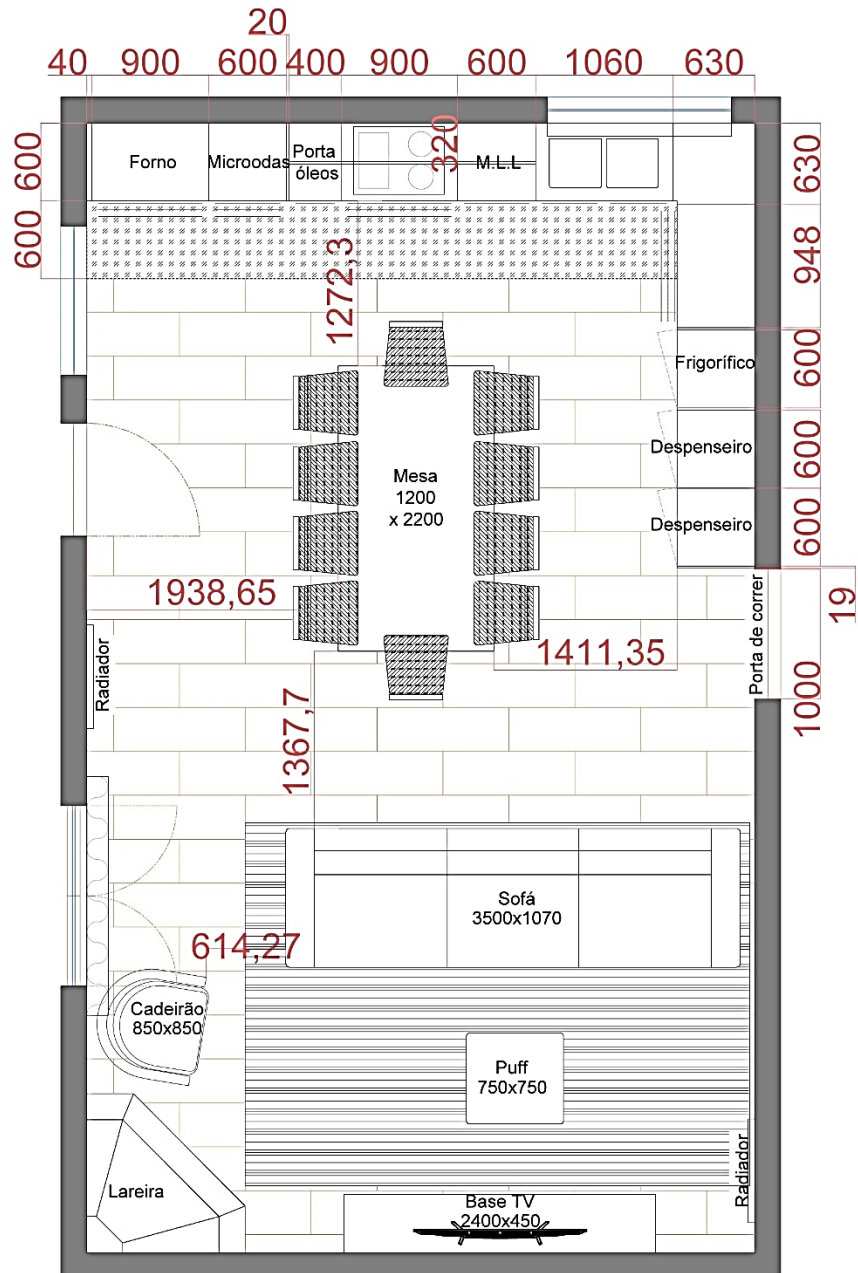 20
40 900 600 400 900 600 1060 630
600
600
Forno
Microodas
Porta
óleos
320
M.L.L
630
948
1272,3
Frigorífico
600
Despenseiro
600
Despenseiro
600
Mesa
1200
x 2200
19
1938,65
1411,35
Porta de correr
1000
Radiador
1367,7
Sofá
3500x1070
614,27
Cadeirão
850x850
Puff
750x750
Lareira
Radiador
Base TV
2400x450